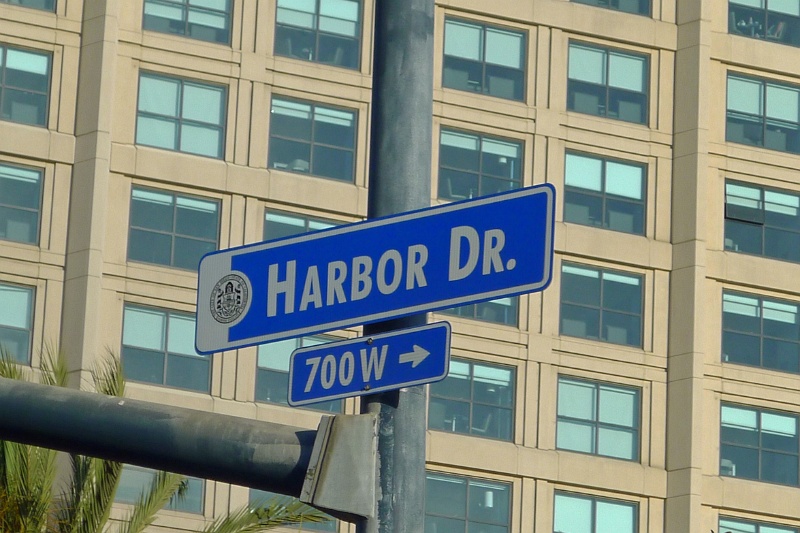 HARBOR DR.
700 W →